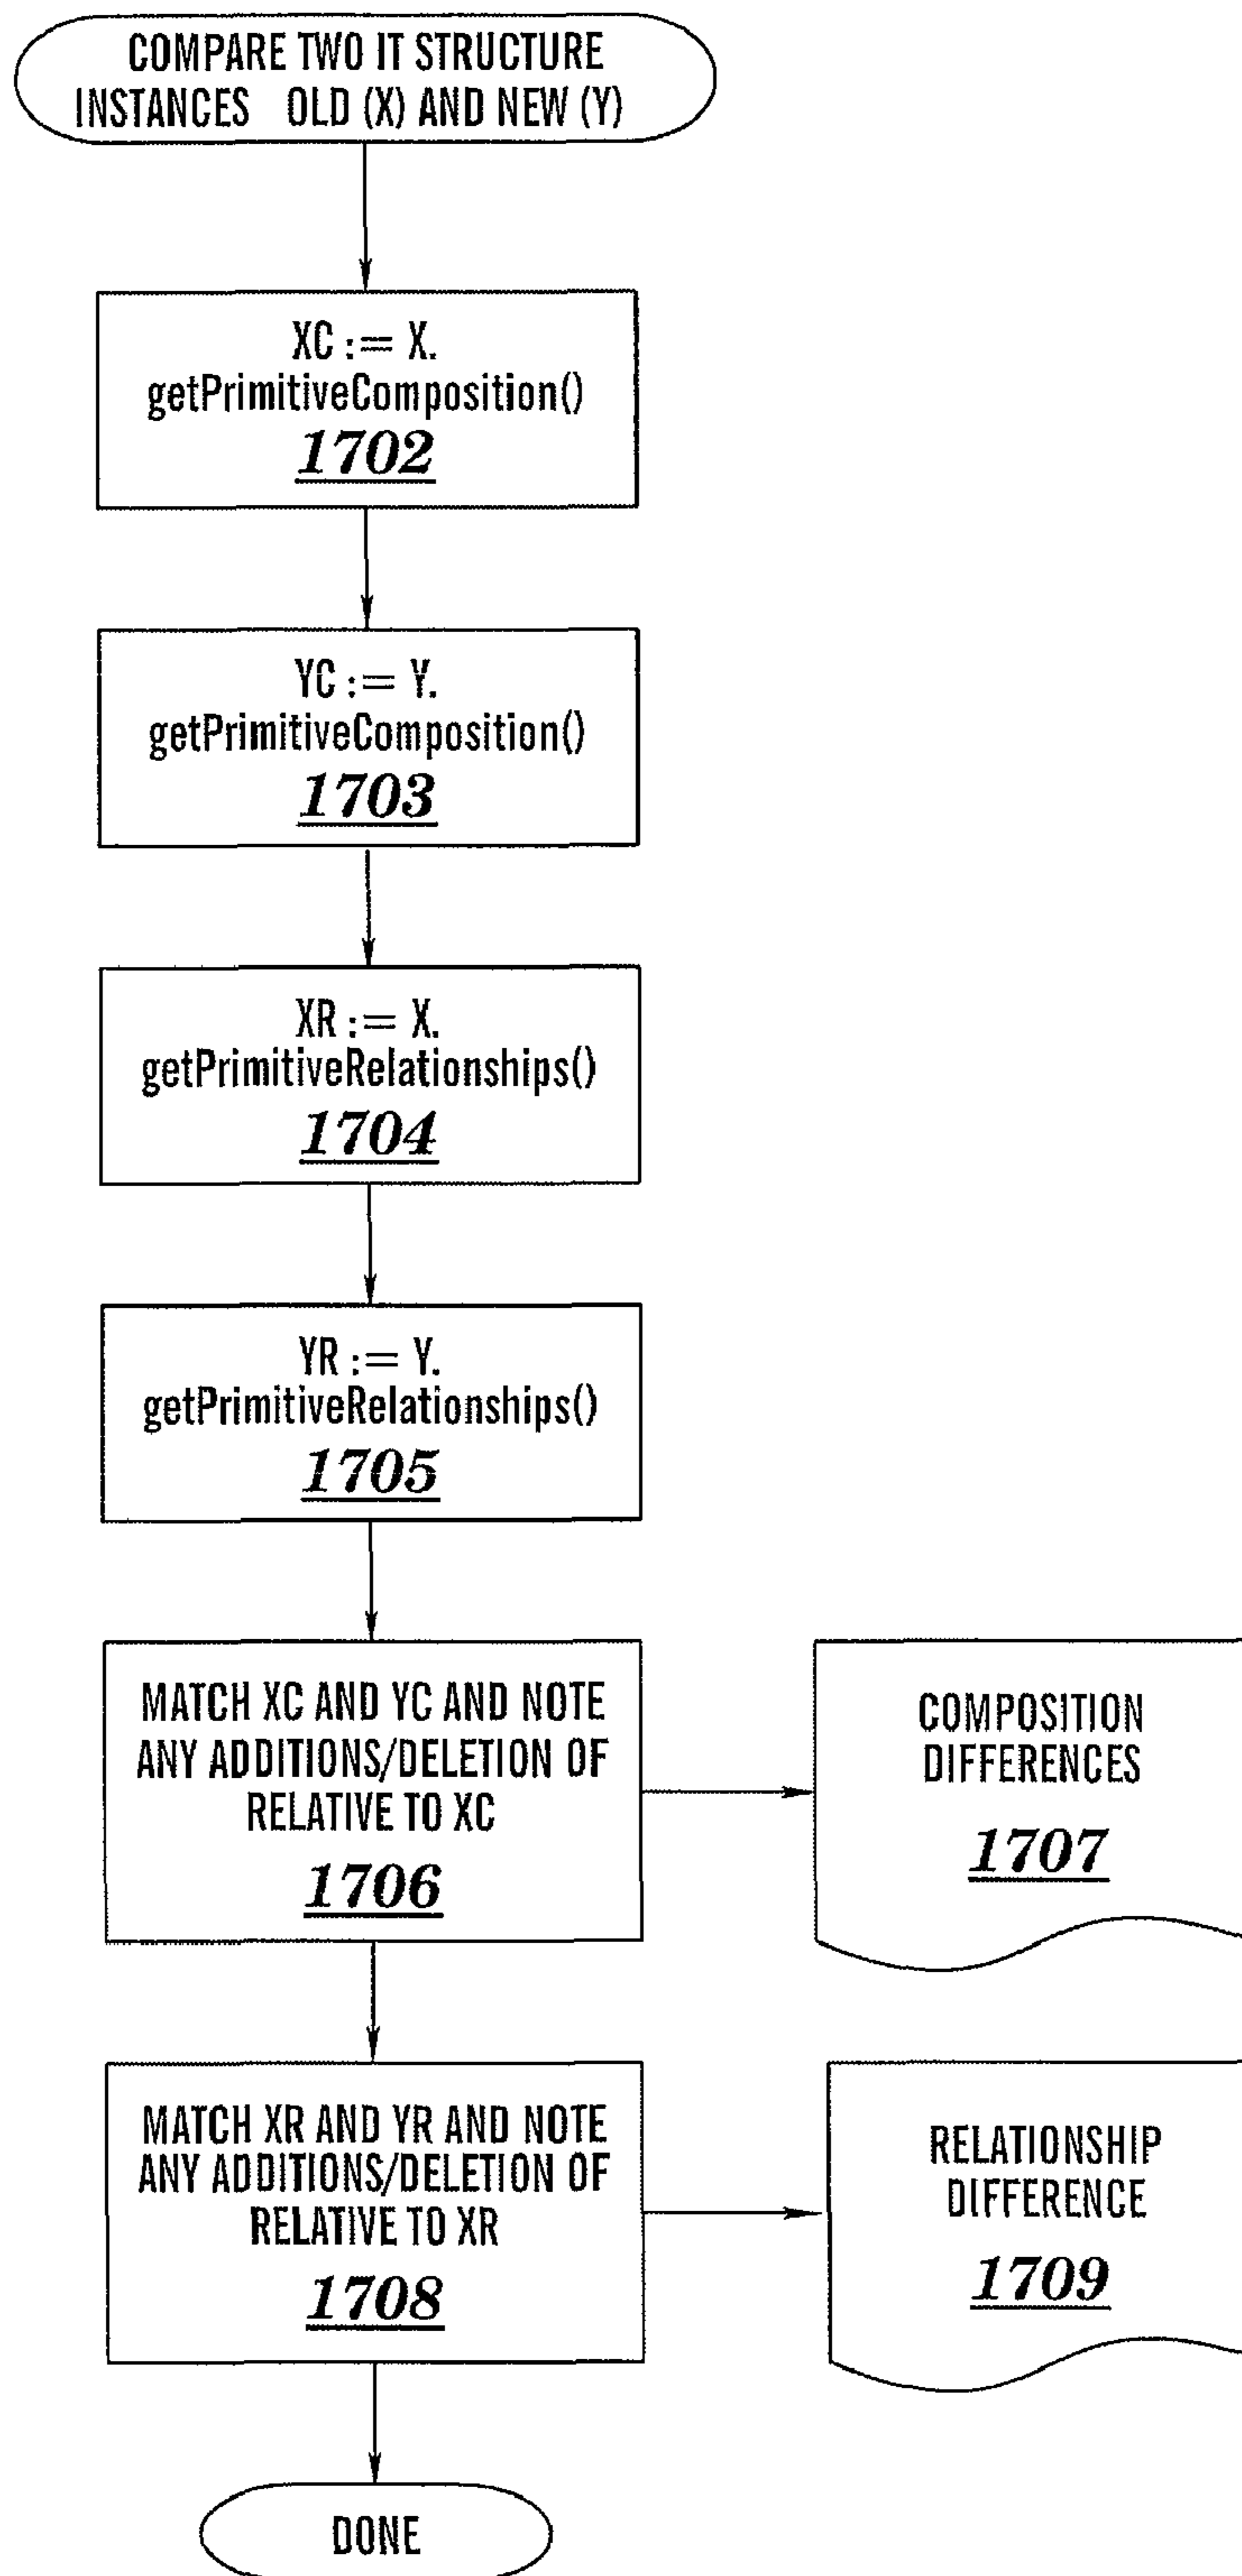 COMPARE TWO IT STRUCTURE
INSTANCES OLD (X) AND NEW (Y)
XC := X.
getPrimitiveComposition()
1702
YC := Y.
getPrimitiveComposition()
1703
XR := X.
getPrimitiveRelationships()
1704
YR := Y.
getPrimitiveRelationships()
1705
MATCH XC AND YC AND NOTE
ANY ADDITIONS/DELETION OF
RELATIVE TO XC
1706
COMPOSITION
DIFFERENCES
1707
MATCH XR AND YR AND NOTE
ANY ADDITIONS/DELETION OF
RELATIVE TO XR
1708
RELATIONSHIP
DIFFERENCE
1709
DONE